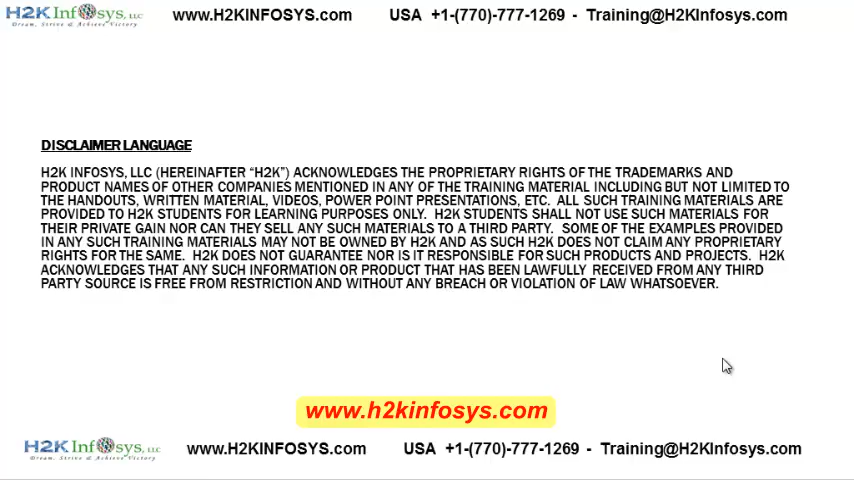 H2K Infosys, LLC
Dream, Strive & Achieve Victory
www.H2KINFOSYS.com USA +1-(770)-777-1269 - Training@H2KInfosys.com
DISCLAIMER LANGUAGE
H2K INFOSYS, LLC (HEREINAFTER “H2K”) ACKNOWLEDGES THE PROPRIETARY RIGHTS OF THE TRADEMARKS AND
PRODUCT NAMES OF OTHER COMPANIES MENTIONED IN ANY OF THE TRAINING MATERIAL INCLUDING BUT NOT LIMITED TO
THE HANDOUTS, WRITTEN MATERIAL, VIDEOS, POWER POINT PRESENTATIONS, ETC. ALL SUCH TRAINING MATERIALS ARE
PROVIDED TO H2K STUDENTS FOR LEARNING PURPOSES ONLY. H2K STUDENTS SHALL NOT USE SUCH MATERIALS FOR
THEIR PRIVATE GAIN NOR CAN THEY SELL ANY SUCH MATERIALS TO A THIRD PARTY. SOME OF THE EXAMPLES PROVIDED
IN ANY SUCH TRAINING MATERIALS MAY NOT BE OWNED BY H2K AND AS SUCH H2K DOES NOT CLAIM ANY PROPRIETARY
RIGHTS FOR THE SAME. H2K DOES NOT GUARANTEE NOR IS IT RESPONSIBLE FOR SUCH PRODUCTS AND PROJECTS. H2K
ACKNOWLEDGES THAT ANY SUCH INFORMATION OR PRODUCT THAT HAS BEEN LAWFULLY RECEIVED FROM ANY THIRD
PARTY SOURCE IS FREE FROM RESTRICTION AND WITHOUT ANY BREACH OR VIOLATION OF LAW WHATSOEVER.
www.h2kinfosys.com
H2K Infosys, LLC
Dream, Strive & Achieve Victory
www.H2KINFOSYS.com USA +1-(770)-777-1269 - Training@H2KInfosys.com